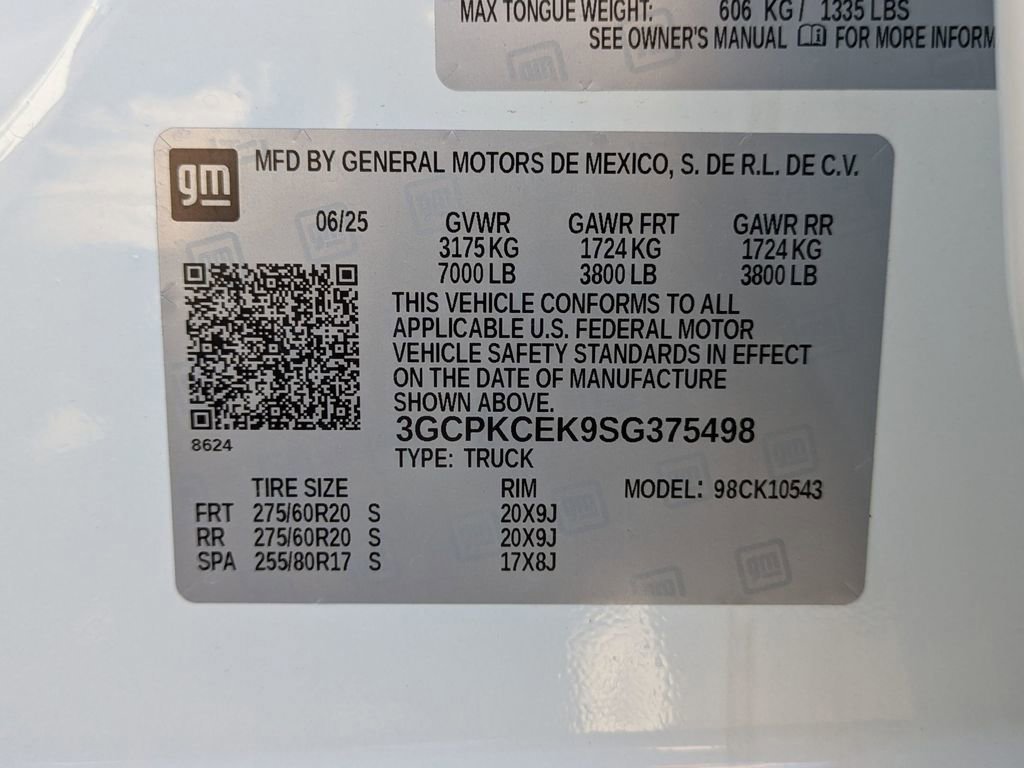 MAX TONGUE WEIGHT: 606 KG / 1335 LBS
SEE OWNER'S MANUAL FOR MORE INFORM
gm
MFD BY GENERAL MOTORS DE MEXICO, S. DE R.L. DE C.V.
06/25 GVWR GAWR FRT GAWR RR
3175 KG 1724 KG 1724 KG
7000 LB 3800 LB 3800 LB
THIS VEHICLE CONFORMS TO ALL
APPLICABLE U.S. FEDERAL MOTOR
VEHICLE SAFETY STANDARDS IN EFFECT
ON THE DATE OF MANUFACTURE
SHOWN ABOVE.
3GCPKCEK9SG375498
8624
TYPE: TRUCK
TIRE SIZE RIM MODEL: 98CK10543
FRT 275/60R20 S 20X9J
RR 275/60R20 S 20X9J
SPA 255/80R17 S 17X8J